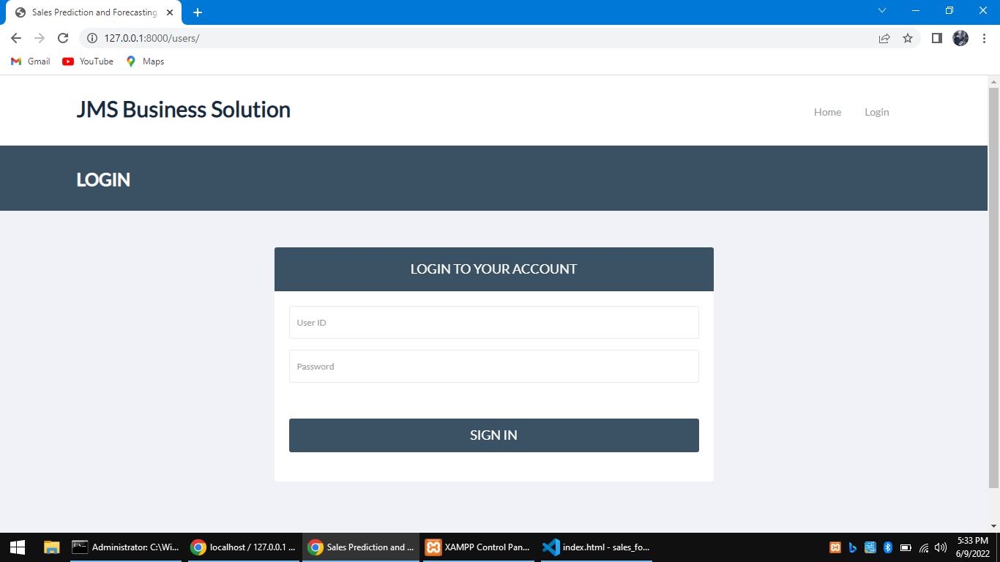 Sales Prediction and Forecasting
127.0.0.1:8000/users/
Gmail YouTube Maps
JMS Business Solution
Home Login
LOGIN
LOGIN TO YOUR ACCOUNT
User ID
Password
SIGN IN
Administrator: C:\Wi... localhost / 127.0.0.1 ... Sales Prediction and ... XAMPP Control Pan... index.html - sales_fo...
5:33 PM
6/9/2022